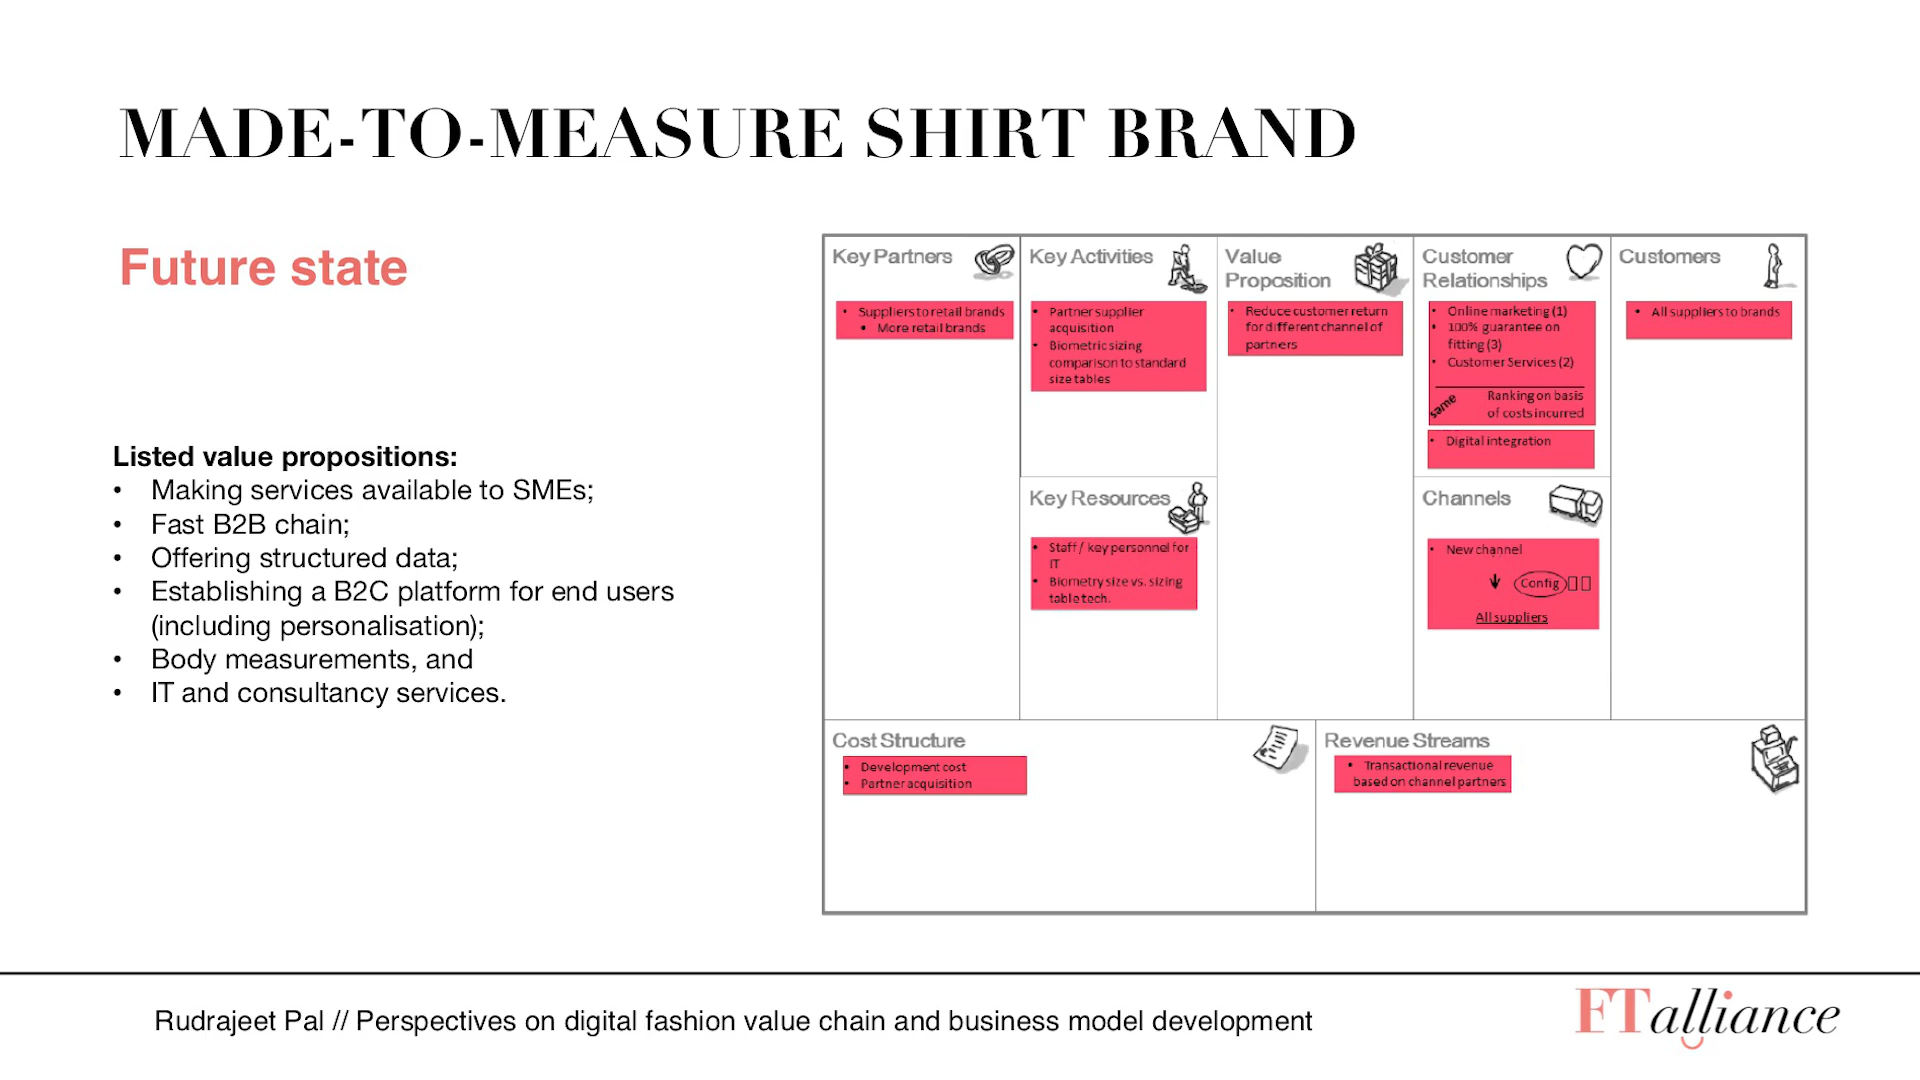 MADE-TO-MEASURE SHIRT BRAND
Future state
Listed value propositions:
• Making services available to SMEs;
• Fast B2B chain;
• Offering structured data;
• Establishing a B2C platform for end users
(including personalisation);
• Body measurements, and
• IT and consultancy services.
Key Partners
• Suppliers to retail brands
• More retail brands
Key Activities
• Partner supplier
acquisition
• Biometric sizing
comparison to standard
size tables
Key Resources
• Staff / key personnel for
IT
• Biometry size vs. sizing
table tech.
Value
Proposition
• Reduce customer return
for different channel of
partners
Customer
Relationships
• Online marketing (1)
• 100% guarantee on
fitting (3)
• Customer Services (2)
same
Ranking on basis
of costs incurred
• Digital integration
Channels
• New channel
Config
All suppliers
Customers
• All suppliers to brands
Cost Structure
• Development cost
• Partner acquisition
Revenue Streams
• Transactional revenue
based on channel partners
Rudrajeet Pal // Perspectives on digital fashion value chain and business model development
FTalliance